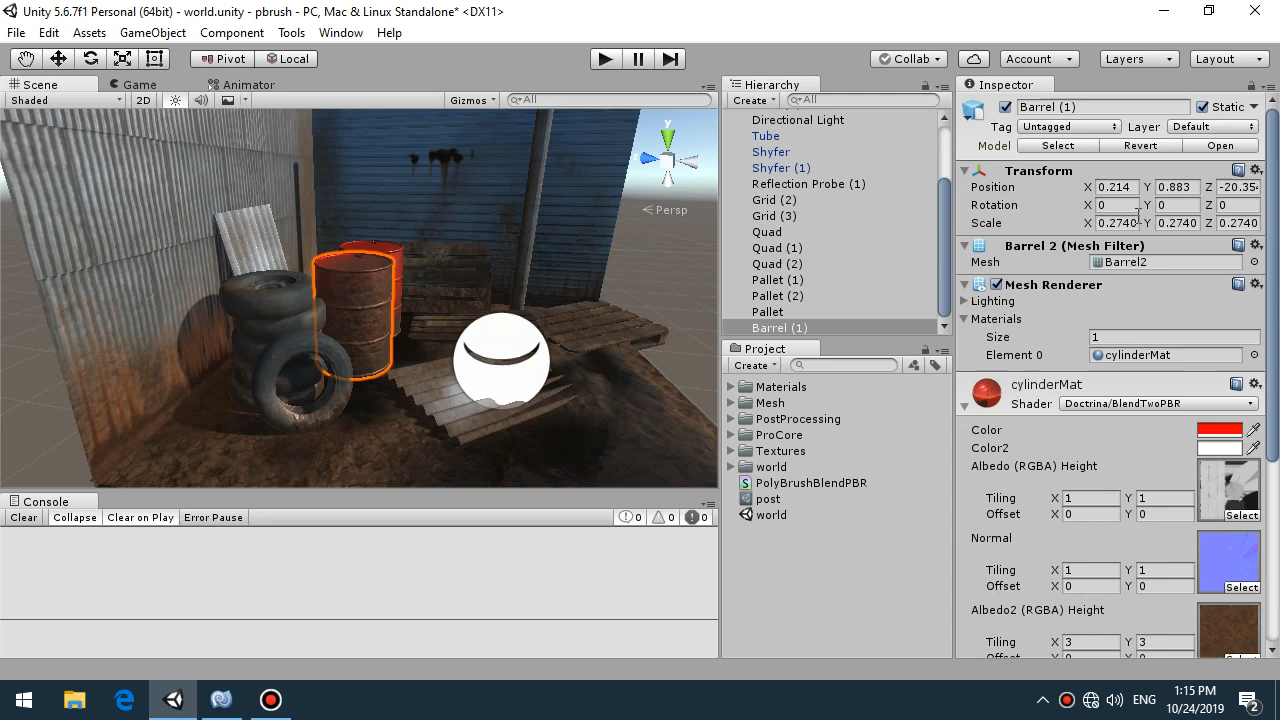 Unity 5.6.7f1 Personal (64bit) - world.unity - pbrush - PC, Mac & Linux Standalone* <DX11>
File Edit Assets GameObject Component Tools Window Help
Pivot Local Collab Account Layers Layout
Scene Game Animator
Shaded 2D Gizmos All
y
Persp
Hierarchy
Create All
Directional Light
Tube
Shyfer
Shyfer (1)
Reflection Probe (1)
Grid (2)
Grid (3)
Quad
Quad (1)
Quad (2)
Pallet (1)
Pallet (2)
Pallet
Barrel (1)
Project
Create
Materials
Mesh
PostProcessing
ProCore
Textures
world
PolyBrushBlendPBR
post
world
Console
Clear Collapse Clear on Play Error Pause 0 0 0
Inspector
Barrel (1) Static
Tag Untagged Layer Default
Model Select Revert Open
Transform
Position X 0.214 Y 0.883 Z -20.354
Rotation X 0 Y 0 Z 0
Scale X 0.2740 Y 0.2740 Z 0.2740
Barrel 2 (Mesh Filter)
Mesh Barrel2
Mesh Renderer
Lighting
Materials
Size 1
Element 0 cylinderMat
cylinderMat
Shader Doctrina/BlendTwoPBR
Color
Color2
Albedo (RGBA) Height
Tiling X 1 Y 1
Offset X 0 Y 0
Select
Normal
Tiling X 1 Y 1
Offset X 0 Y 0
Select
Albedo2 (RGBA) Height
Tiling X 3 Y 3
ENG
1:15 PM
10/24/2019
2